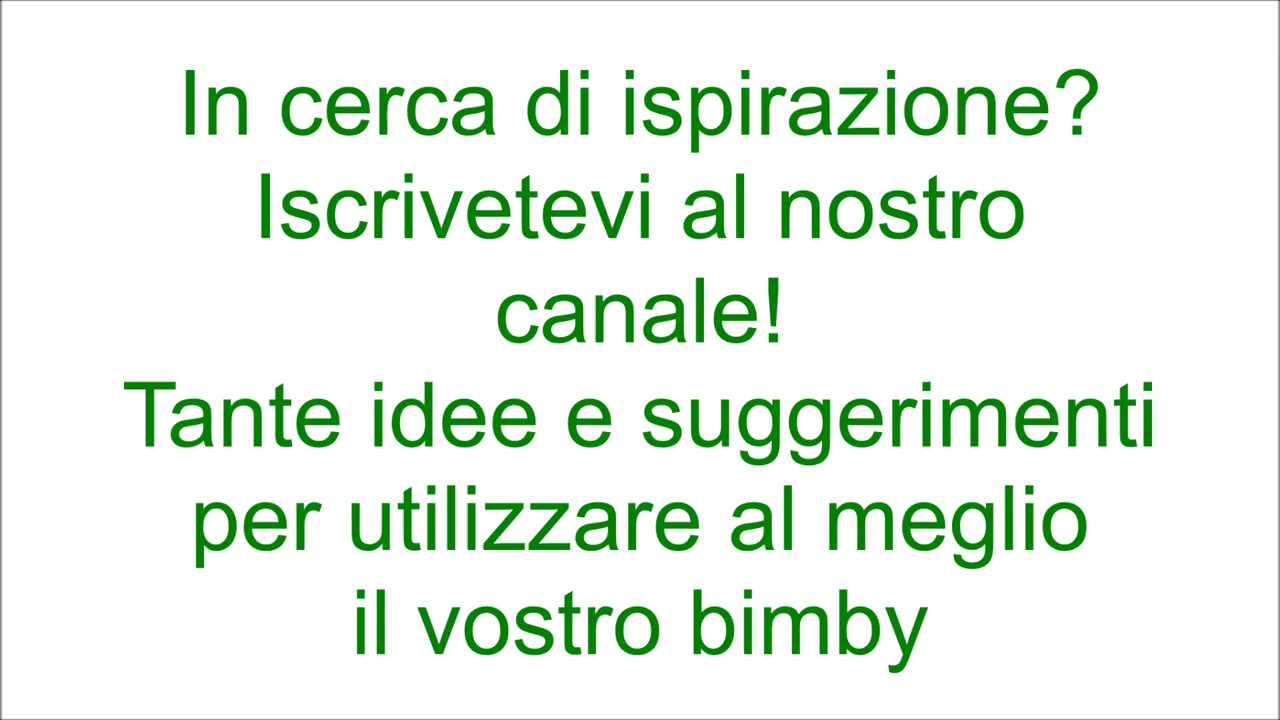 In cerca di ispirazione?
Iscrivetevi al nostro
canale!
Tante idee e suggerimenti
per utilizzare al meglio
il vostro bimby